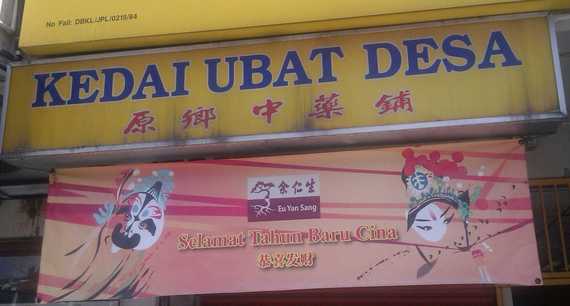 No Fail: DBKL/JPL/0219/84
KEDAI UBAT DESA
原鄉中藥鋪
余仁生
Eu Yan Sang
Selamat Tahun Baru Cina
恭喜发财